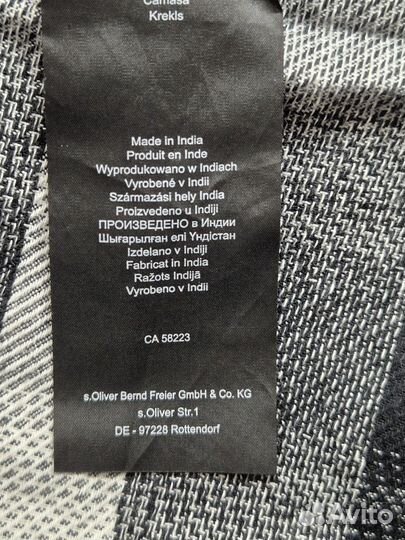 Camasa
Krekls
Made in India
Produit en Inde
Wyprodukowano w Indiach
Vyrobené v Indii
Származási hely India
Proizvedeno u Indiji
ПРОИЗВЕДЕНО в Индии
Шығарылған елі Үндістан
Izdelano v Indiji
Fabricat in India
Ražots Indijā
Vyrobeno v Indii
CA 58223
s.Oliver Bernd Freier GmbH & Co. KG
s.Oliver Str.1
DE - 97228 Rottendorf
Avito